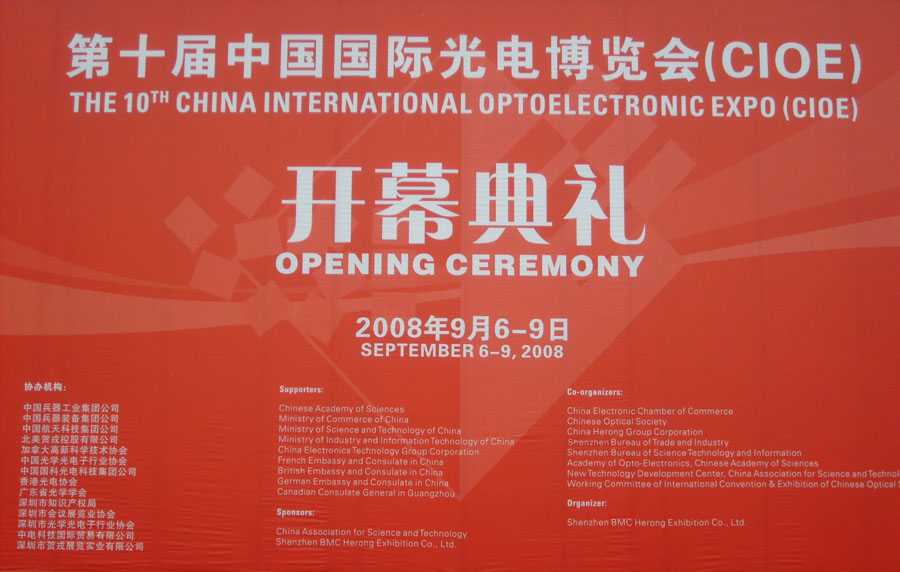 第十届中国国际光电博览会(CIOE)
THE 10TH CHINA INTERNATIONAL OPTOELECTRONIC EXPO (CIOE)
开幕典礼
OPENING CEREMONY
2008年9月6-9日
SEPTEMBER 6-9, 2008
协办机构：
中国兵器工业集团公司
中国兵器装备集团公司
中国航天科技集团公司
北美贺戎控股有限公司
加拿大高新科学技术协会
中国光学光电子行业协会
中国国科光电科技集团公司
香港光电协会
广东省光学学会
深圳市知识产权局
深圳市会议展览业协会
深圳市光学光电子行业协会
中电科技国际贸易有限公司
深圳市贺戎展览实业有限公司
Supporters:
Chinese Academy of Sciences
Ministry of Commerce of China
Ministry of Science and Technology of China
Ministry of Industry and Information Technology of China
China Electronics Technology Group Corporation
French Embassy and Consulate in China
British Embassy and Consulate in China
German Embassy and Consulate in China
Canadian Consulate General in Guangzhou
Sponsors:
China Association for Science and Technology
Shenzhen BMC Herong Exhibition Co., Ltd.
Co-organizers:
China Electronic Chamber of Commerce
Chinese Optical Society
China Herong Group Corporation
Shenzhen Bureau of Trade and Industry
Shenzhen Bureau of Science Technology and Information
Academy of Opto-Electronics, Chinese Academy of Sciences
New Technology Development Center, China Association for Science and Technol
Working Committee of International Convention & Exhibition of Chinese Optical S
Organizer:
Shenzhen BMC Herong Exhibition Co., Ltd.